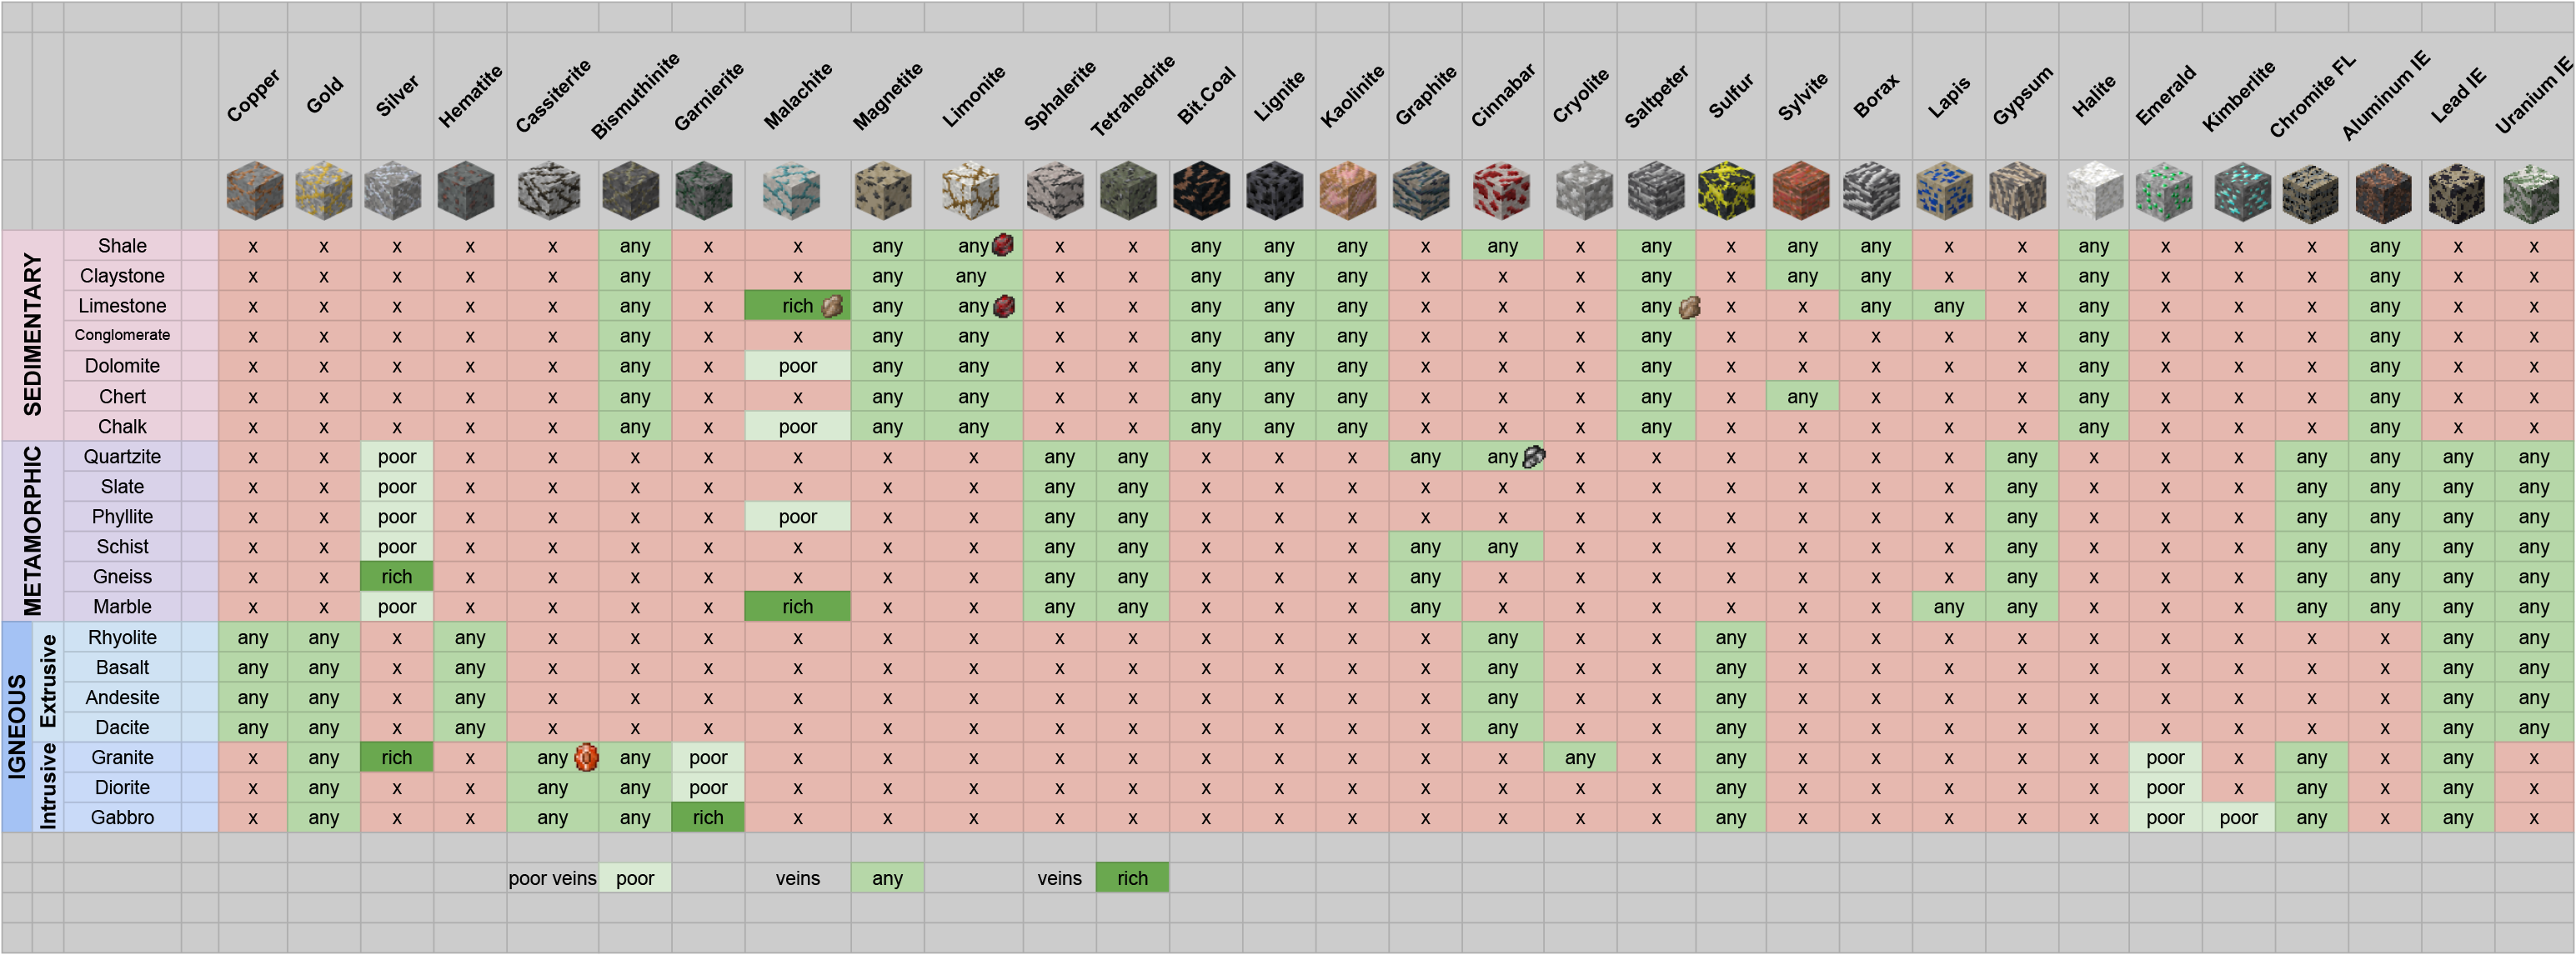 Copper Gold Silver Hematite Cassiterite Bismuthinite Garnierite Malachite Magnetite Limonite Sphalerite Tetrahedrite Bit.Coal Lignite Kaolinite Graphite Cinnabar Cryolite Saltpeter Sulfur Sylvite Borax Lapis Gypsum Halite Emerald Kimberlite Chromite FL Aluminum IE Lead IE Uranium IE
SEDIMENTARY
Shale x x x x x any x x any any x x any any any x any x any x any any x x any x x x any x x
Claystone x x x x x any x x any any x x any any any x x x any x any any x x any x x x any x x
Limestone x x x x x any x rich any any x x any any any x x x any x x any any x any x x x any x x
Conglomerate x x x x x any x x any any x x any any any x x x any x x x x x any x x x any x x
Dolomite x x x x x any x poor any any x x any any any x x x any x x x x x any x x x any x x
Chert x x x x x any x x any any x x any any any x x x any x any x x x any x x x any x x
Chalk x x x x x any x poor any any x x any any any x x x any x x x x x any x x x any x x
METAMORPHIC
Quartzite x x poor x x x x x x x any any x x x any any x x x x x x any x x x any any any any
Slate x x poor x x x x x x x any any x x x x x x x x x x x any x x x any any any any
Phyllite x x poor x x x x poor x x any any x x x x x x x x x x x any x x x any any any any
Schist x x poor x x x x x x x any any x x x any any x x x x x x any x x x any any any any
Gneiss x x rich x x x x x x x any any x x x any x x x x x x x any x x x any any any any
Marble x x poor x x x x rich x x any any x x x any x x x x x x any any x x x any any any any
IGNEOUS
Extrusive
Rhyolite any any x any x x x x x x x x x x x x any x x any x x x x x x x x x any any
Basalt any any x any x x x x x x x x x x x x any x x any x x x x x x x x x any any
Andesite any any x any x x x x x x x x x x x x any x x any x x x x x x x x x any any
Dacite any any x any x x x x x x x x x x x x any x x any x x x x x x x x x any any
Intrusive
Granite x any rich x any any poor x x x x x x x x x x any x any x x x x x poor x any x any x
Diorite x any x x any any poor x x x x x x x x x x x x any x x x x x poor x any x any x
Gabbro x any x x any any rich x x x x x x x x x x x x any x x x x x poor poor any x any x
poor veins poor veins any veins rich